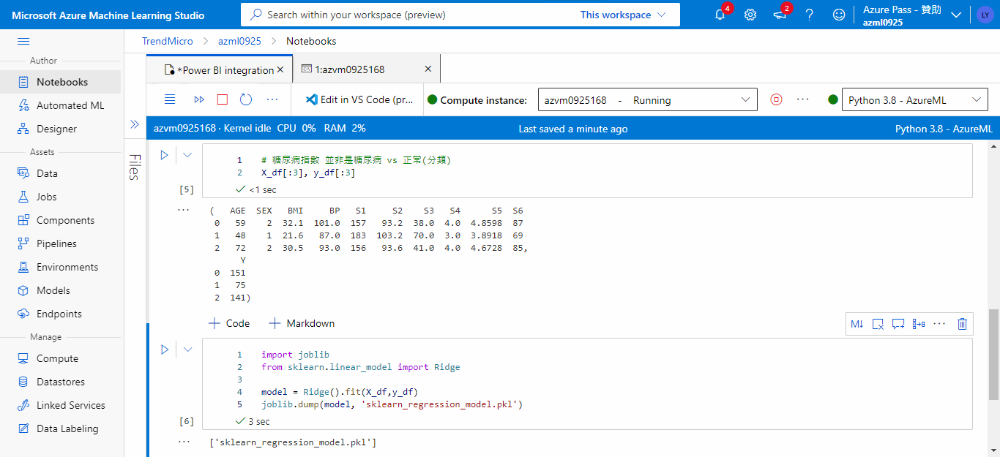 Microsoft Azure Machine Learning Studio
Search within your workspace (preview)
This workspace
4
2
Azure Pass - 贊助
azml0925
LY
TrendMicro > azml0925 > Notebooks
Author
Notebooks
Automated ML
Designer
Assets
Data
Jobs
Components
Pipelines
Environments
Models
Endpoints
Manage
Compute
Datastores
Linked Services
Data Labeling
Files
*Power BI integration ×
1:azvm0925168 ×
Edit in VS Code (pr...
Compute instance:
azvm0925168 - Running
Python 3.8 - AzureML
azvm0925168 · Kernel idle CPU 0% RAM 2%
Last saved a minute ago
Python 3.8 - AzureML
1 # 糖尿病指數 並非是糖尿病 vs 正常(分類)
2 X_df[:3], y_df[:3]
[5]
<1 sec
( AGE SEX BMI BP S1 S2 S3 S4 S5 S6
0 59 2 32.1 101.0 157 93.2 38.0 4.0 4.8598 87
1 48 1 21.6 87.0 183 103.2 70.0 3.0 3.8918 69
2 72 2 30.5 93.0 156 93.6 41.0 4.0 4.6728 85,
Y
0 151
1 75
2 141)
+ Code + Markdown
M↓
1 import joblib
2 from sklearn.linear_model import Ridge
3
4 model = Ridge().fit(X_df,y_df)
5 joblib.dump(model, 'sklearn_regression_model.pkl')
[6]
3 sec
['sklearn_regression_model.pkl']